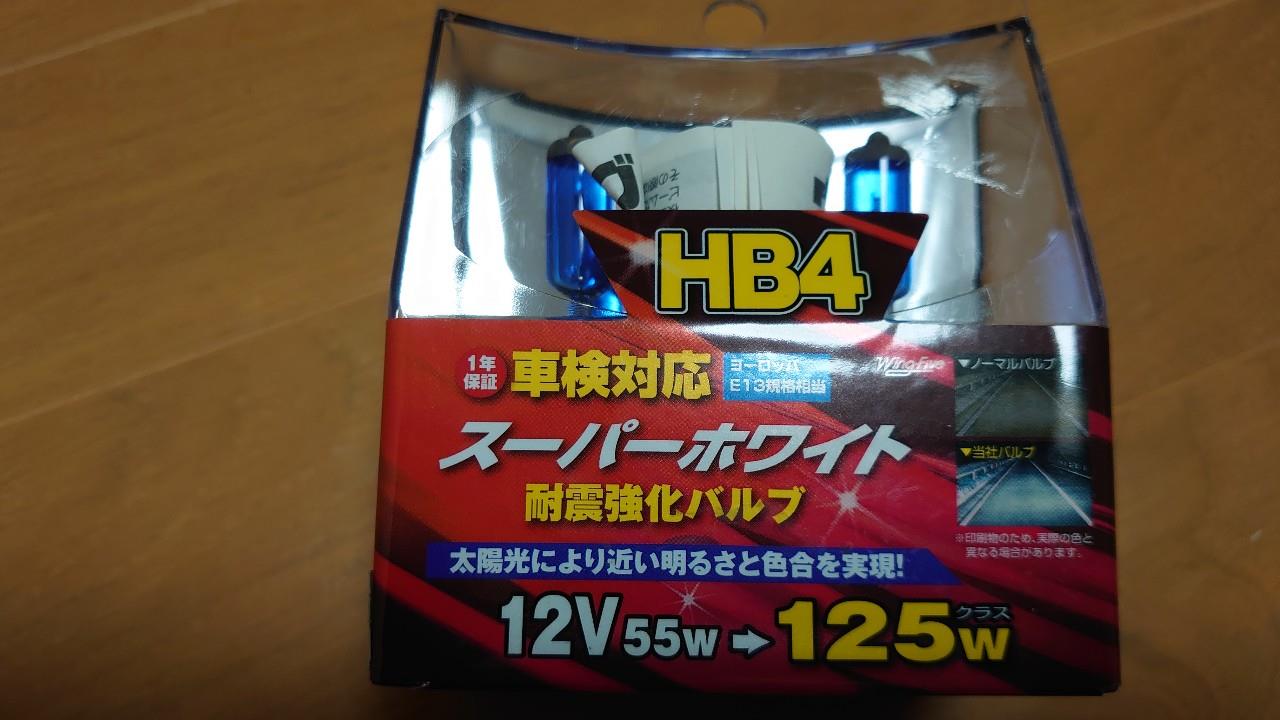 HB4
1年
保証
車検対応
ヨーロッパ
E13規格相当
Wing Five
▼ノーマルバルブ
スーパーホワイト
▼当社バルブ
耐震強化バルブ
※印刷物のため、実際の色と
異なる場合があります。
太陽光により近い明るさと色合を実現!
12V 55W → 125W クラス